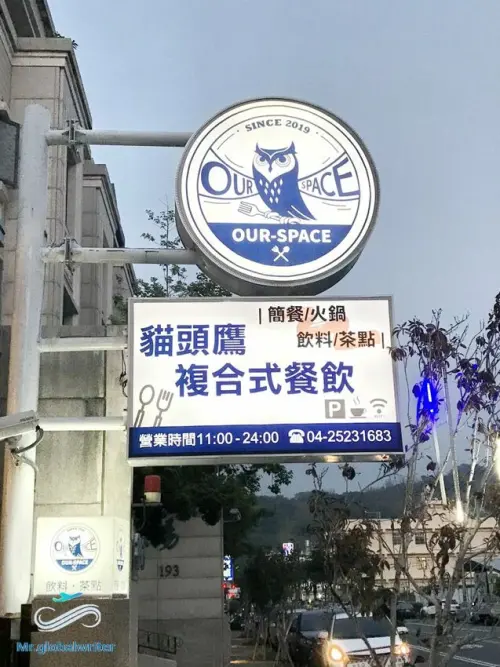 · SINCE 2019 ·
OUR SPACE
OUR-SPACE
| 簡餐/火鍋
飲料/茶點 |
貓頭鷹
複合式餐飲
P
營業時間11:00-24:00 ☎04-25231683
193
OUR SPACE
OUR-SPACE
飲料·茶點
Mr.globalwriter